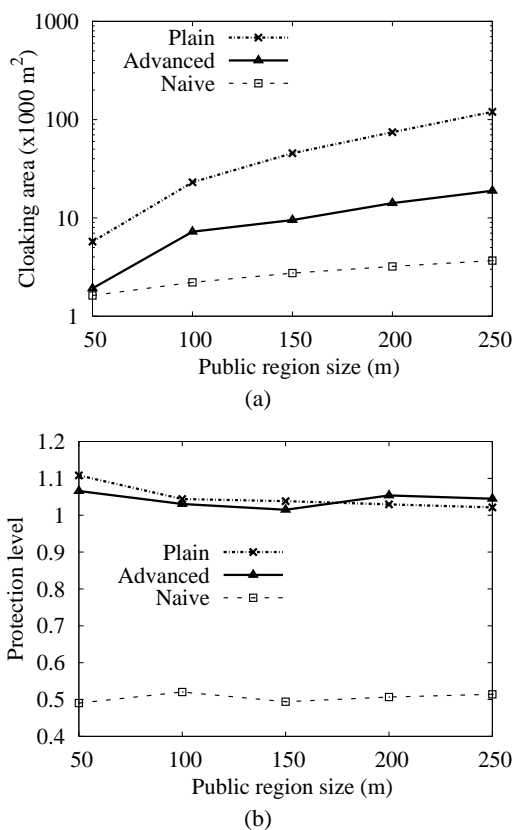 1000
100
10
1
Cloaking area (x1000 m²)
Plain
Advanced
Naive
50 100 150 200 250
Public region size (m)
(a)
1.2
1.1
1
0.9
0.8
0.7
0.6
0.5
0.4
Protection level
Plain
Advanced
Naive
50 100 150 200 250
Public region size (m)
(b)